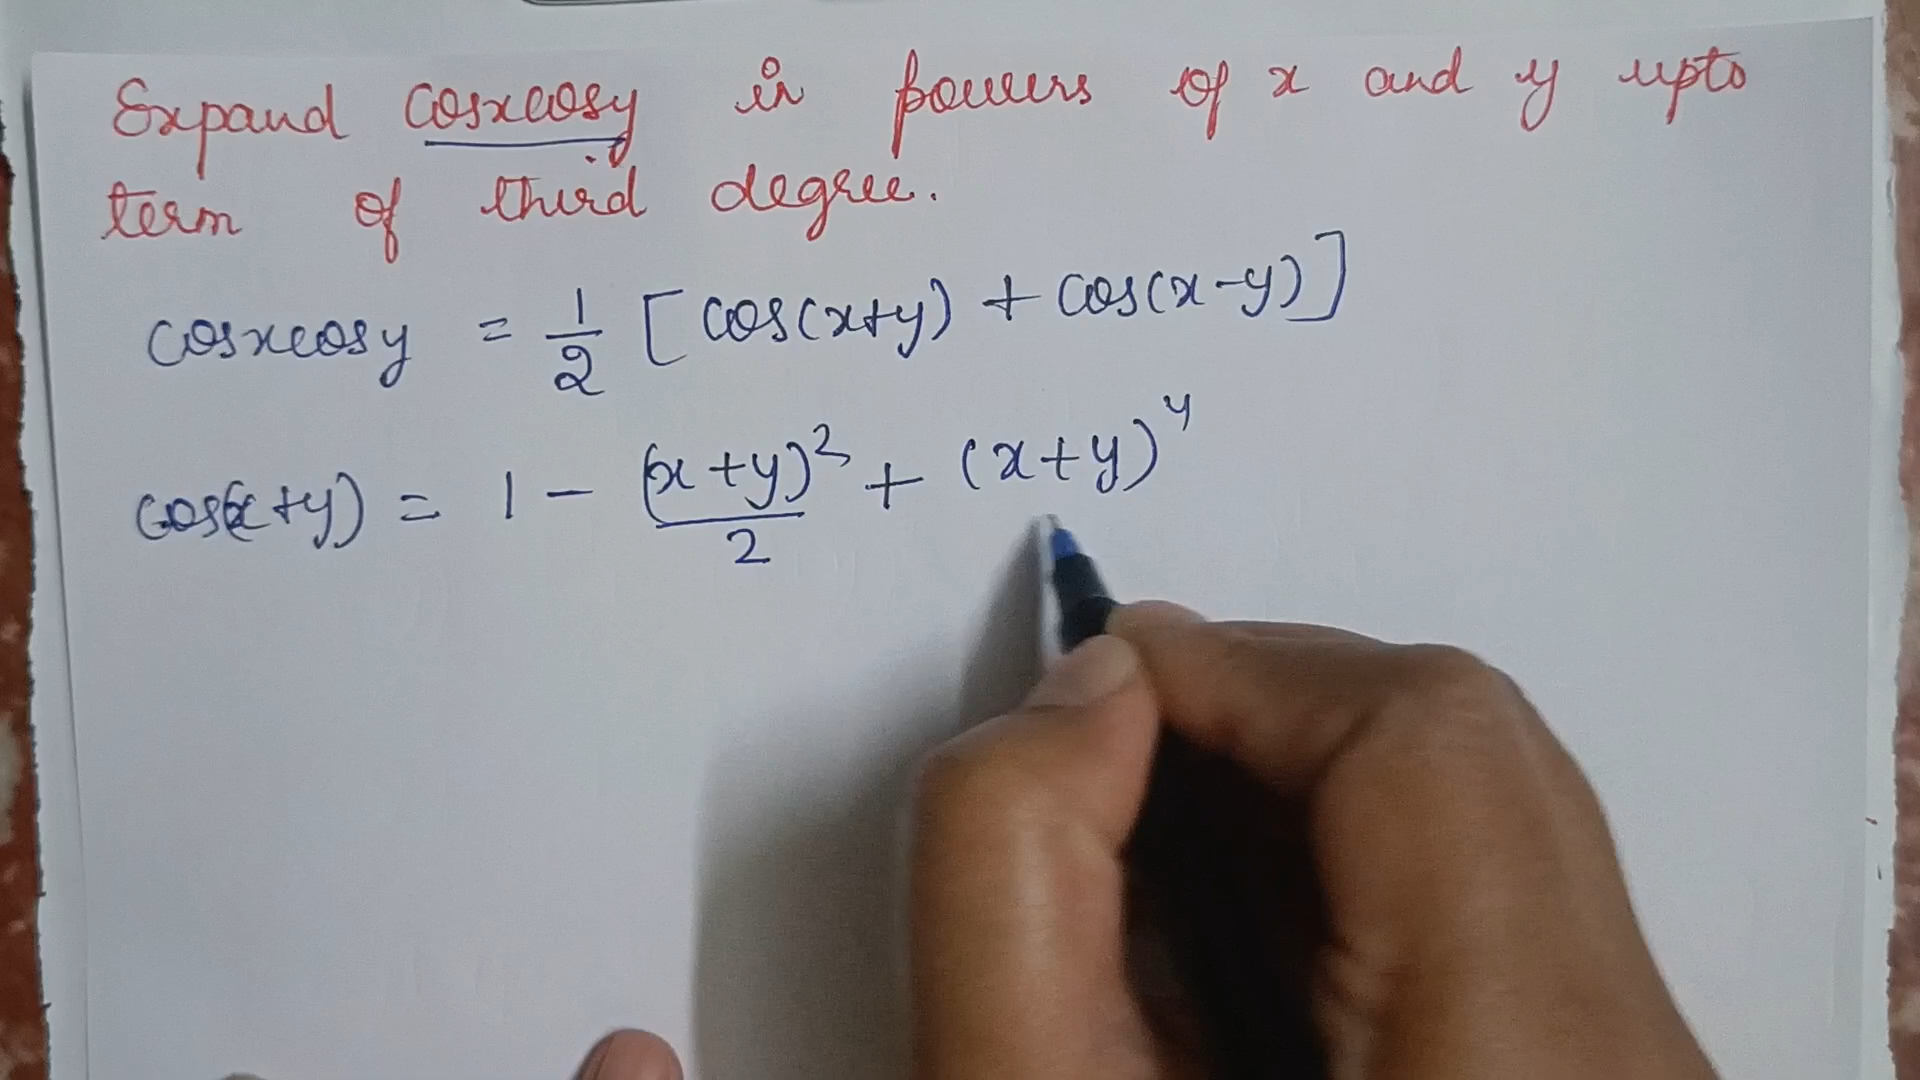 Expand cosxcosy in powers of x and y upto
term of third degree.
cosxcosy = 1/2 [cos(x+y) + cos(x-y)]
cos(x+y) = 1 - (x+y)²/2 + (x+y)⁴